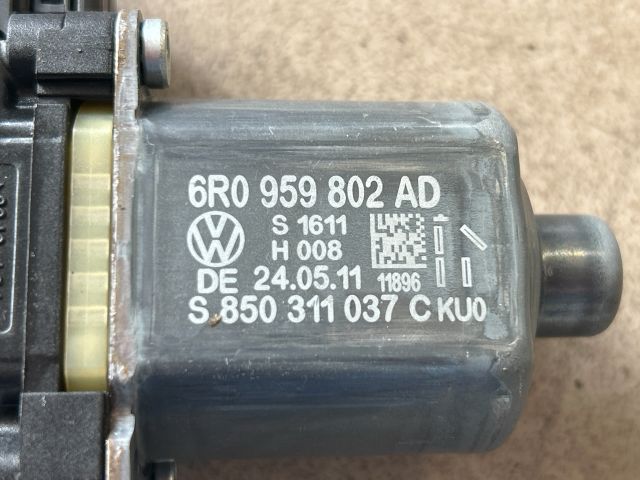 6R0 959 802 AD
S 1611
H 008
DE 24.05.11 11896
S 850 311 037 C KU0